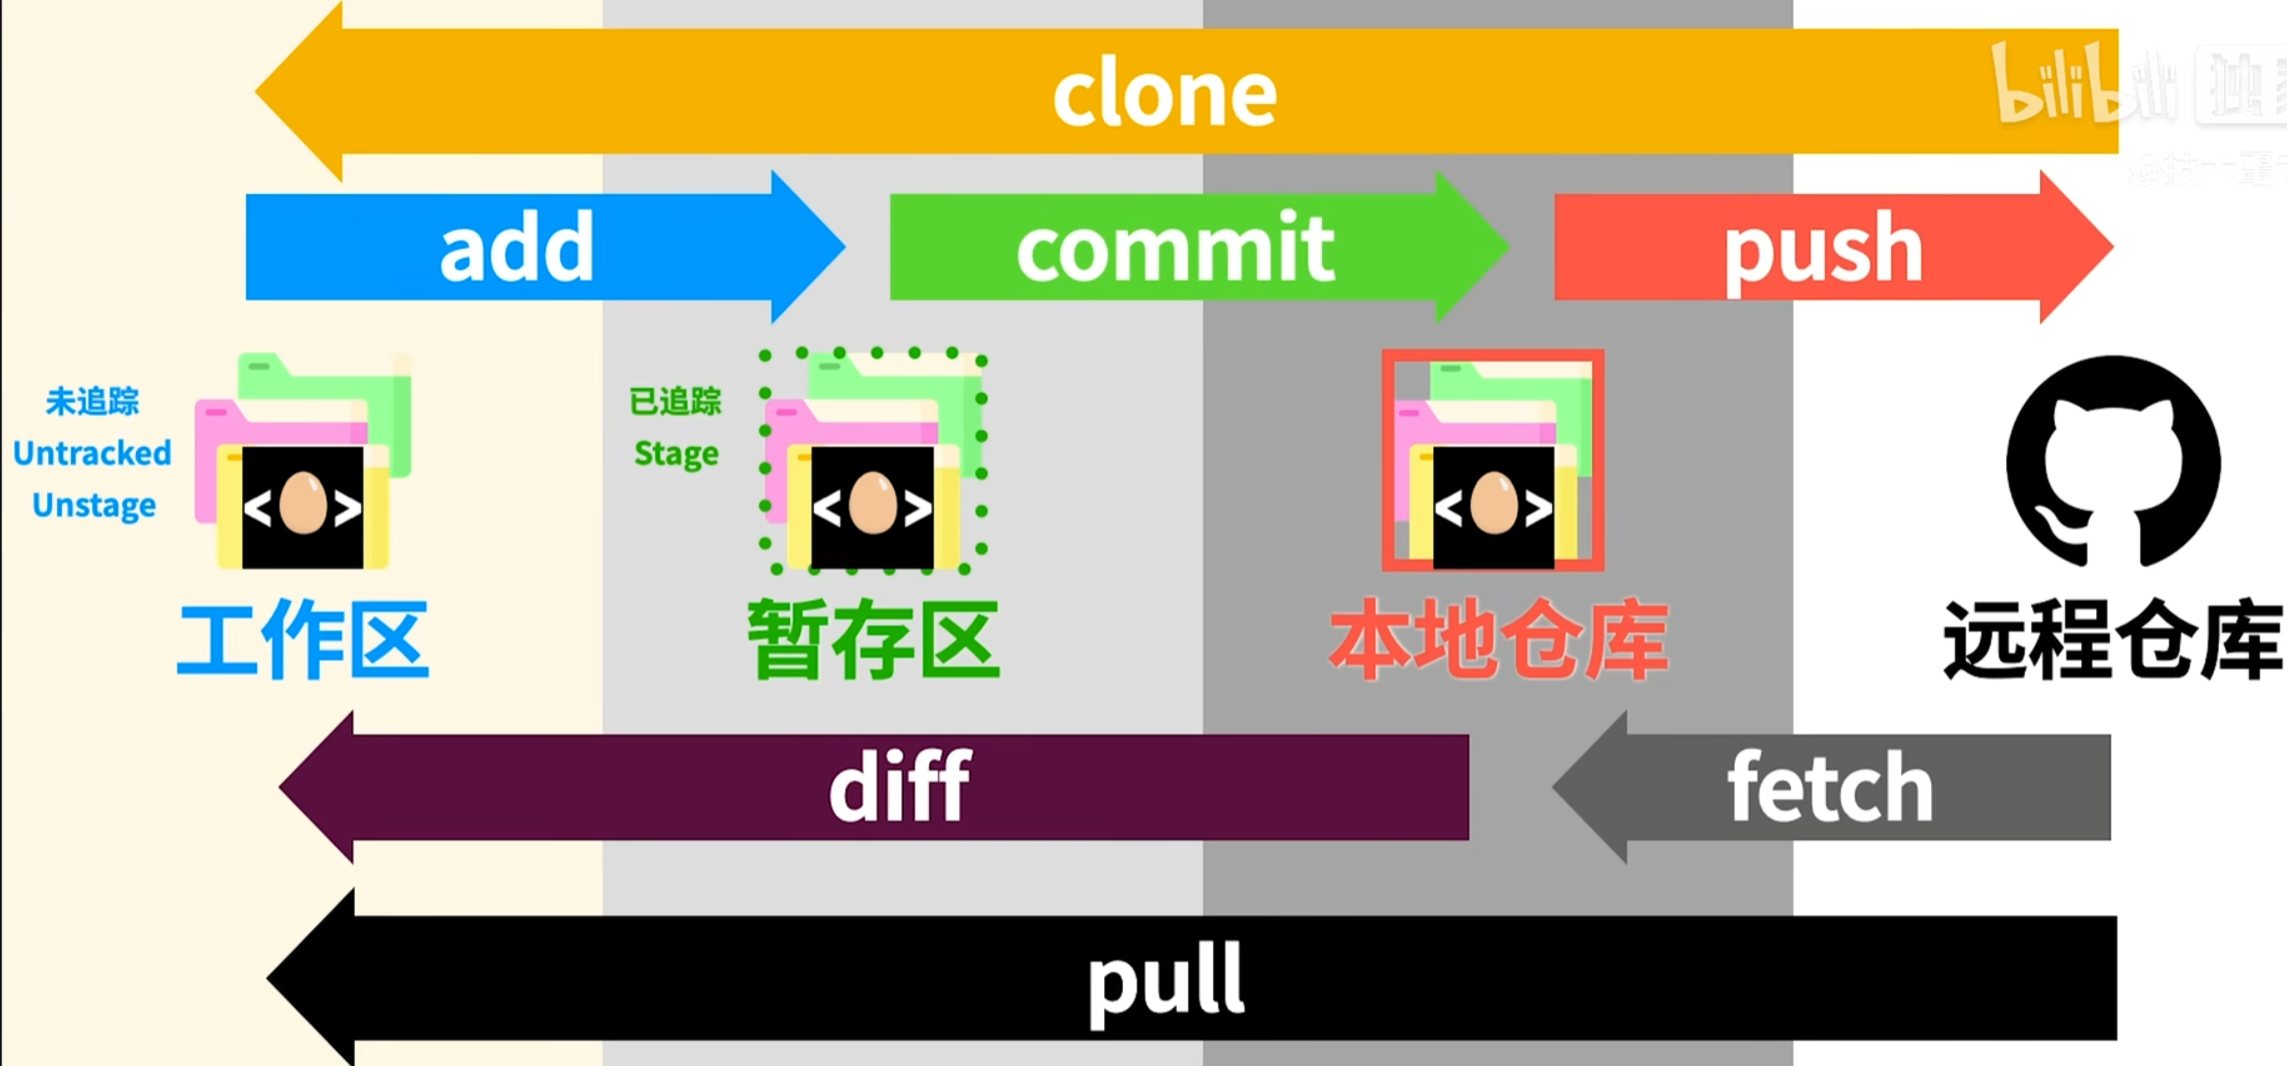 clone
bilibili 独
add
commit
push
未追踪
Untracked
Unstage
已追踪
Stage
< >
< >
< >
工作区
暂存区
本地仓库
远程仓库
diff
fetch
pull